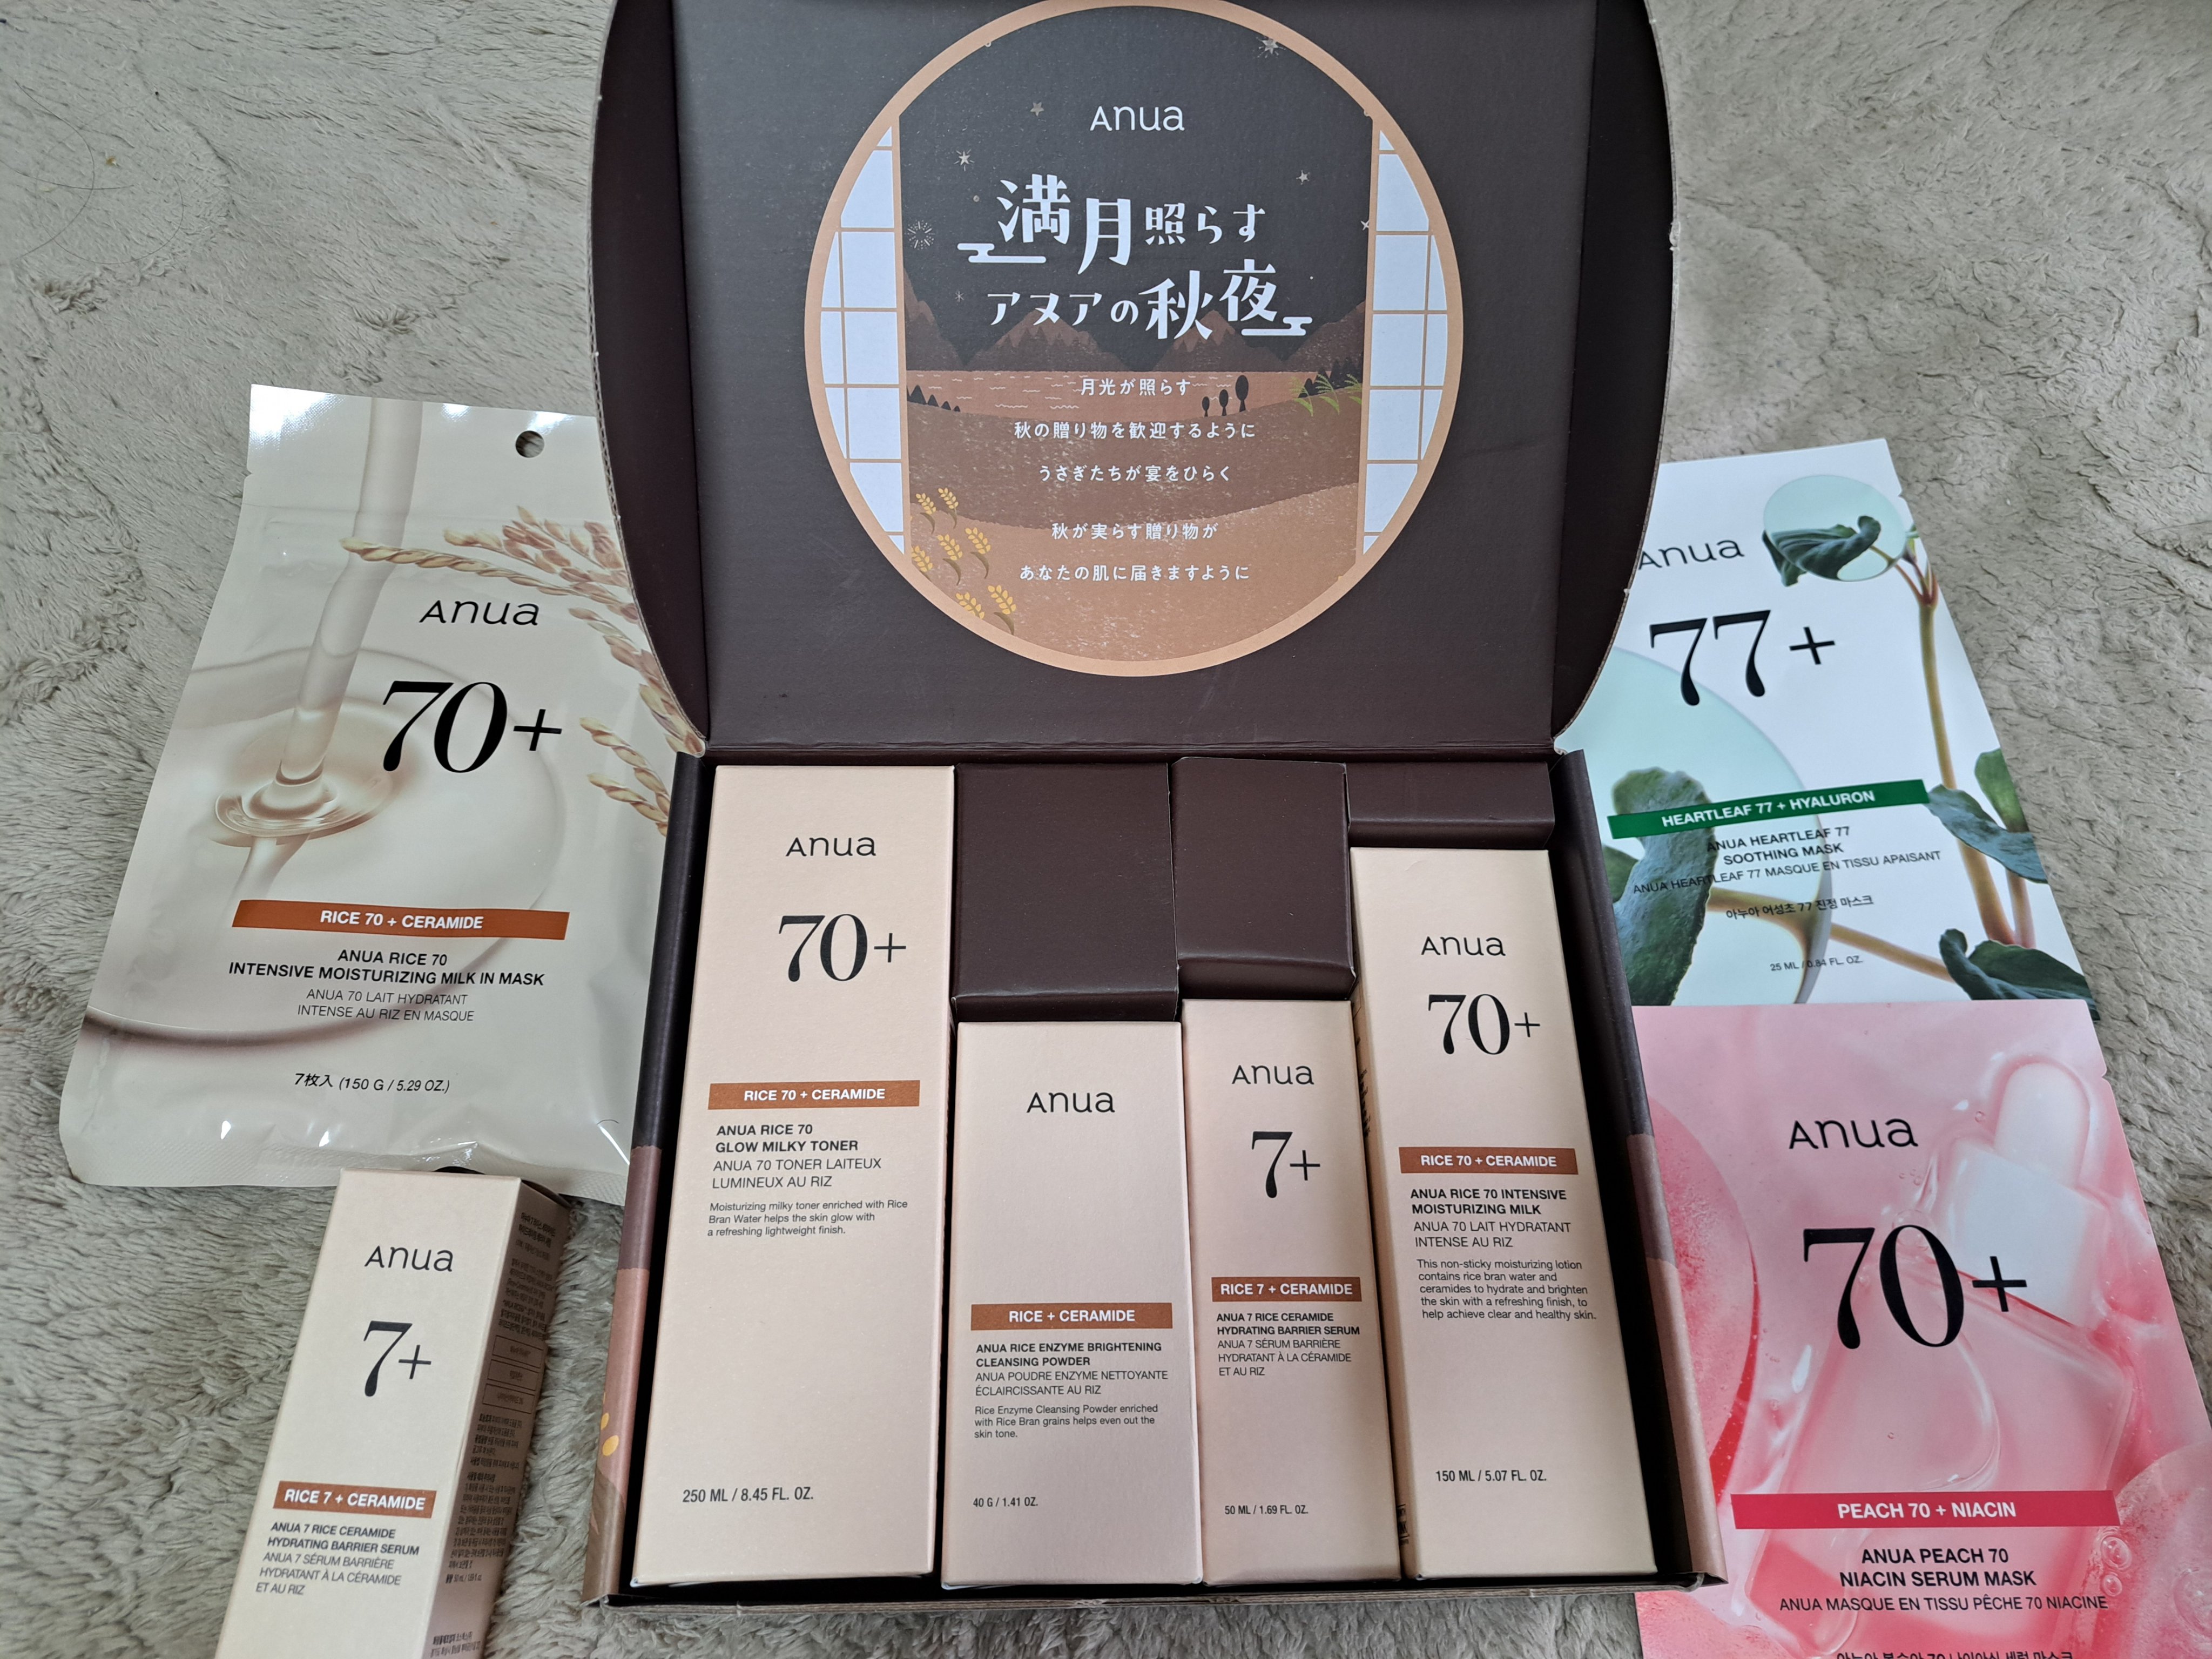 Anua
満月照らす
アヌアの秋夜
月光が照らす
秋の贈り物を歓迎するように
うさぎたちが宴をひらく
秋が実らす贈り物が
あなたの肌に届きますように
Anua
70+
RICE 70 + CERAMIDE
ANUA RICE 70
INTENSIVE MOISTURIZING MILK IN MASK
ANUA 70 LAIT HYDRATANT
INTENSE AU RIZ EN MASQUE
7枚入 (150 G / 5.29 OZ.)
Anua
7+
RICE 7 + CERAMIDE
ANUA 7 RICE CERAMIDE
HYDRATING BARRIER SERUM
ANUA 7 SÉRUM BARRIÈRE
HYDRATANT À LA CÉRAMIDE
ET AU RIZ
Anua
70+
RICE 70 + CERAMIDE
ANUA RICE 70
GLOW MILKY TONER
ANUA 70 TONER LAITEUX
LUMINEUX AU RIZ
Moisturizing milky toner enriched with Rice
Bran Water helps the skin glow with
a refreshing lightweight finish.
250 ML / 8.45 FL. OZ.
Anua
RICE + CERAMIDE
ANUA RICE ENZYME BRIGHTENING
CLEANSING POWDER
ANUA POUDRE ENZYME NETTOYANTE
ÉCLAIRCISSANTE AU RIZ
Rice Enzyme Cleansing Powder enriched
with Rice Bran grains helps even out the
skin tone.
40 G / 1.41 OZ.
Anua
7+
RICE 7 + CERAMIDE
ANUA 7 RICE CERAMIDE
HYDRATING BARRIER SERUM
ANUA 7 SÉRUM BARRIÈRE
HYDRATANT À LA CÉRAMIDE
ET AU RIZ
50 ML / 1.69 FL. OZ.
Anua
70+
RICE 70 + CERAMIDE
ANUA RICE 70 INTENSIVE
MOISTURIZING MILK
ANUA 70 LAIT HYDRATANT
INTENSE AU RIZ
This non-sticky moisturizing lotion
contains rice bran water and
ceramides to hydrate and brighten
the skin with a refreshing finish, to
help achieve clear and healthy skin.
150 ML / 5.07 FL. OZ.
Anua
77+
HEARTLEAF 77 + HYALURON
ANUA HEARTLEAF 77
SOOTHING MASK
ANUA HEARTLEAF 77 MASQUE EN TISSU APAISANT
아누아 어성초 77 진정 마스크
25 ML / 0.84 FL. OZ.
Anua
70+
PEACH 70 + NIACIN
ANUA PEACH 70
NIACIN SERUM MASK
ANUA MASQUE EN TISSU PÊCHE 70 NIACINE